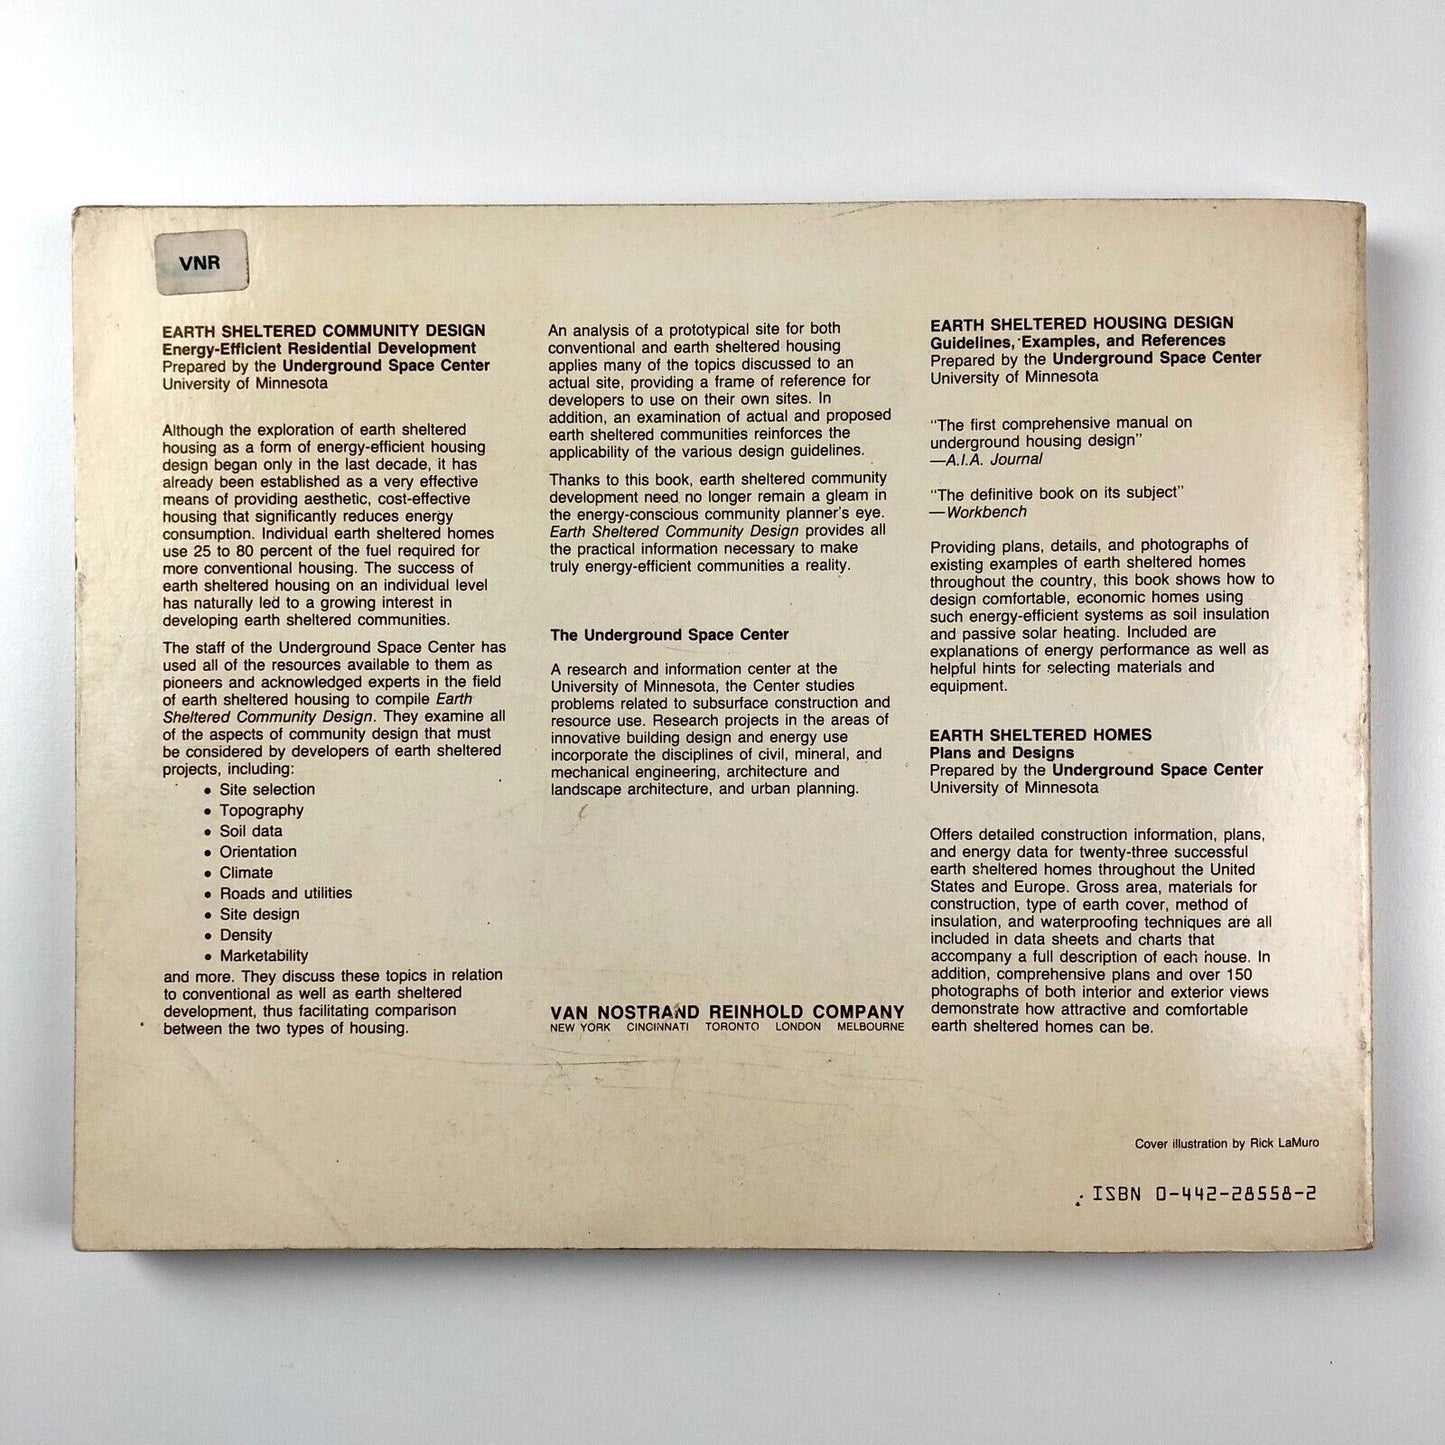 VNR
EARTH SHELTERED COMMUNITY DESIGN
Energy-Efficient Residential Development
Prepared by the Underground Space Center
University of Minnesota
Although the exploration of earth sheltered
housing as a form of energy-efficient housing
design began only in the last decade, it has
already been established as a very effective
means of providing aesthetic, cost-effective
housing that significantly reduces energy
consumption. Individual earth sheltered homes
use 25 to 80 percent of the fuel required for
more conventional housing. The success of
earth sheltered housing on an individual level
has naturally led to a growing interest in
developing earth sheltered communities.
The staff of the Underground Space Center has
used all of the resources available to them as
pioneers and acknowledged experts in the field
of earth sheltered housing to compile Earth
Sheltered Community Design. They examine all
of the aspects of community design that must
be considered by developers of earth sheltered
projects, including:
• Site selection
• Topography
• Soil data
• Orientation
• Climate
• Roads and utilities
• Site design
• Density
• Marketability
and more. They discuss these topics in relation
to conventional as well as earth sheltered
development, thus facilitating comparison
between the two types of housing.
An analysis of a prototypical site for both
conventional and earth sheltered housing
applies many of the topics discussed to an
actual site, providing a frame of reference for
developers to use on their own sites. In
addition, an examination of actual and proposed
earth sheltered communities reinforces the
applicability of the various design guidelines.
Thanks to this book, earth sheltered community
development need no longer remain a gleam in
the energy-conscious community planner's eye.
Earth Sheltered Community Design provides all
the practical information necessary to make
truly energy-efficient communities a reality.
The Underground Space Center
A research and information center at the
University of Minnesota, the Center studies
problems related to subsurface construction and
resource use. Research projects in the areas of
innovative building design and energy use
incorporate the disciplines of civil, mineral, and
mechanical engineering, architecture and
landscape architecture, and urban planning.
VAN NOSTRAND REINHOLD COMPANY
NEW YORK CINCINNATI TORONTO LONDON MELBOURNE
EARTH SHELTERED HOUSING DESIGN
Guidelines, Examples, and References
Prepared by the Underground Space Center
University of Minnesota
"The first comprehensive manual on
underground housing design"
—A.I.A. Journal
"The definitive book on its subject"
—Workbench
Providing plans, details, and photographs of
existing examples of earth sheltered homes
throughout the country, this book shows how to
design comfortable, economic homes using
such energy-efficient systems as soil insulation
and passive solar heating. Included are
explanations of energy performance as well as
helpful hints for selecting materials and
equipment.
EARTH SHELTERED HOMES
Plans and Designs
Prepared by the Underground Space Center
University of Minnesota
Offers detailed construction information, plans,
and energy data for twenty-three successful
earth sheltered homes throughout the United
States and Europe. Gross area, materials for
construction, type of earth cover, method of
insulation, and waterproofing techniques are all
included in data sheets and charts that
accompany a full description of each house. In
addition, comprehensive plans and over 150
photographs of both interior and exterior views
demonstrate how attractive and comfortable
earth sheltered homes can be.
Cover illustration by Rick LaMuro
ISBN 0-442-28558-2